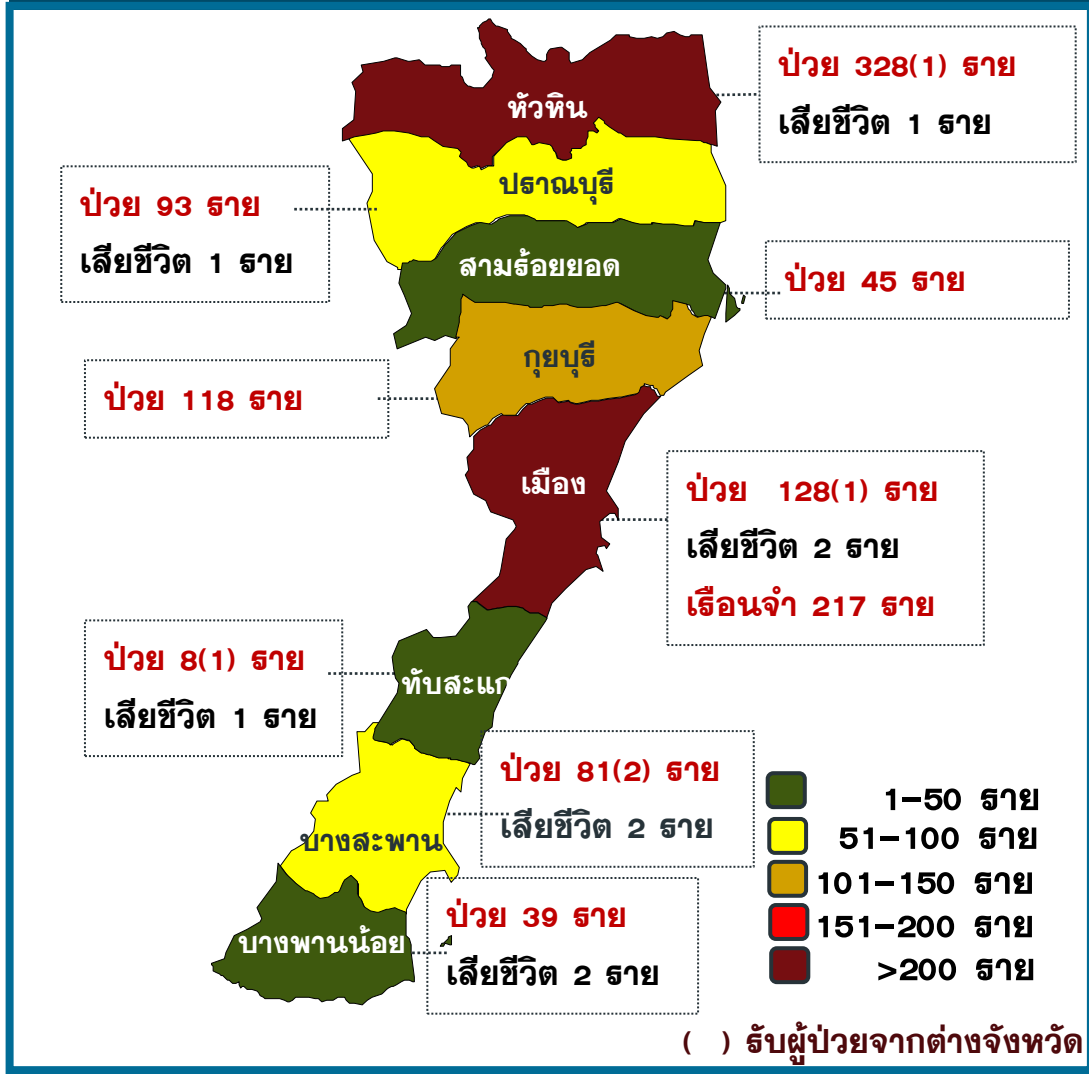 ป่วย 328(1) ราย
เสียชีวิต 1 ราย
หัวหิน
ปราณบุรี
ป่วย 93 ราย
เสียชีวิต 1 ราย
สามร้อยยอด
ป่วย 45 ราย
กุยบุรี
ป่วย 118 ราย
เมือง
ป่วย 128(1) ราย
เสียชีวิต 2 ราย
เรือนจำ 217 ราย
ป่วย 8(1) ราย
เสียชีวิต 1 ราย
ทับสะแก
ป่วย 81(2) ราย
เสียชีวิต 2 ราย
บางสะพาน
1-50 ราย
51-100 ราย
101-150 ราย
151-200 ราย
>200 ราย
ป่วย 39 ราย
เสียชีวิต 2 ราย
บางพานน้อย
( ) รับผู้ป่วยจากต่างจังหวัด